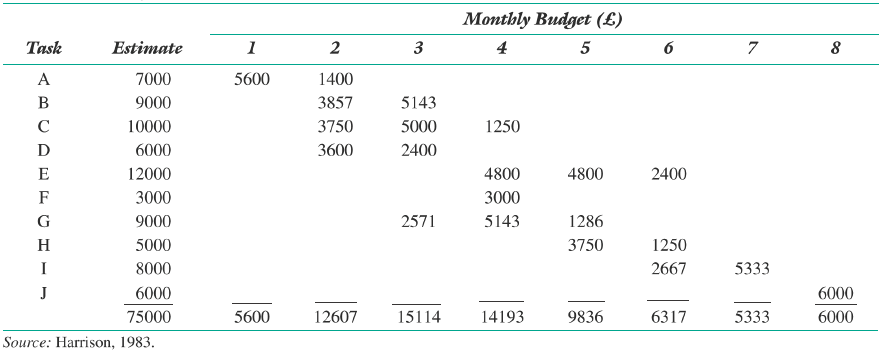 Monthly Budget (£)
Task Estimate 1 2 3 4 5 6 7 8
A 7000 5600 1400
B 9000 3857 5143
C 10000 3750 5000 1250
D 6000 3600 2400
E 12000 4800 4800 2400
F 3000 3000
G 9000 2571 5143 1286
H 5000 3750 1250
I 8000 2667 5333
J 6000 6000
75000 5600 12607 15114 14193 9836 6317 5333 6000
Source: Harrison, 1983.